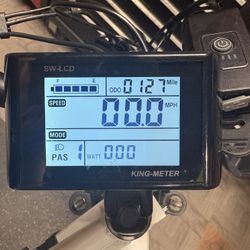 SW-LCD
F E
ODO 0127 Mile
SPEED 00.0 MPH
MODE
PAS 1 WATT 000
KING-METER